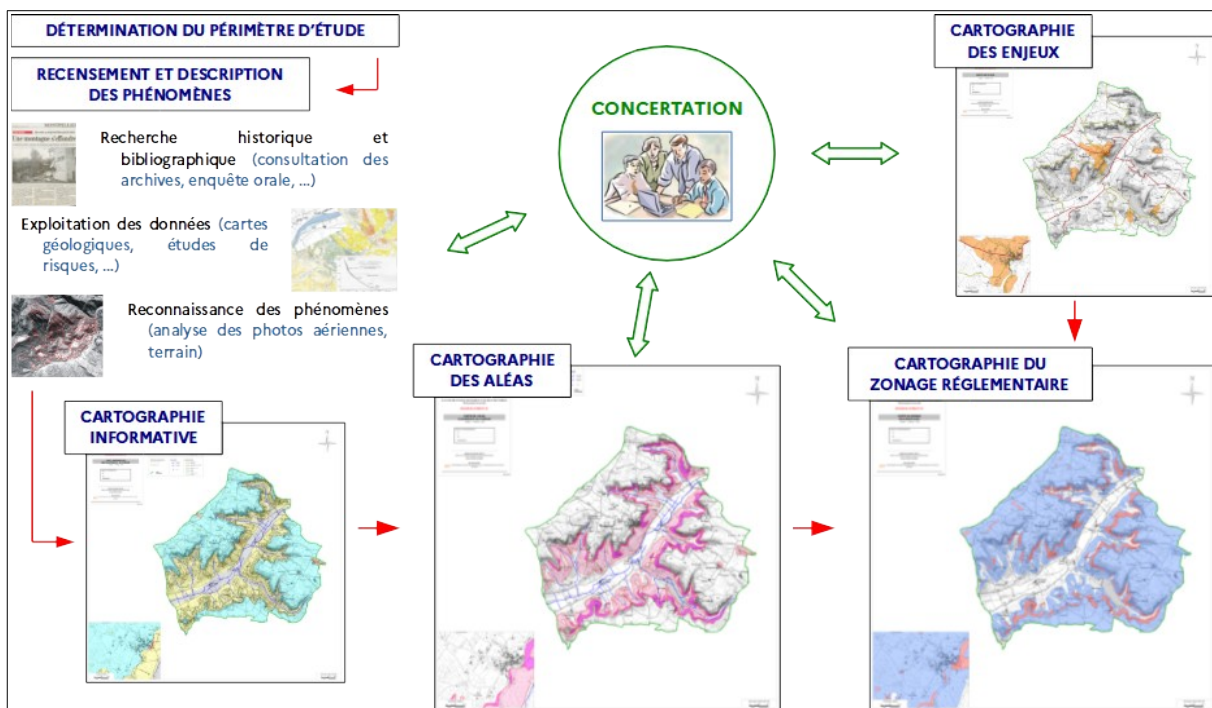 DÉTERMINATION DU PÉRIMÈTRE D'ÉTUDE
RECENSEMENT ET DESCRIPTION
DES PHÉNOMÈNES
Recherche historique et
bibliographique (consultation des
archives, enquête orale, ...)
Exploitation des données (cartes
géologiques, études de
risques, ...)
Reconnaissance des phénomènes
(analyse des photos aériennes,
terrain)
CARTOGRAPHIE
INFORMATIVE
CONCERTATION
CARTOGRAPHIE
DES ALÉAS
CARTOGRAPHIE
DES ENJEUX
CARTOGRAPHIE DU
ZONAGE RÉGLEMENTAIRE